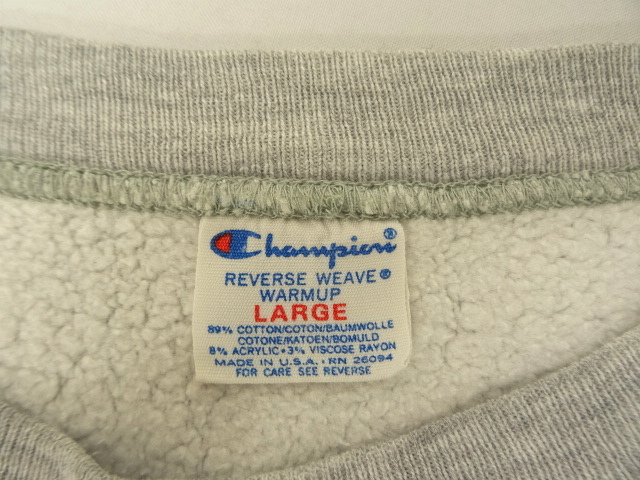 Champion®
REVERSE WEAVE®
WARMUP
LARGE
89% COTTON/COTON/BAUMWOLLE
COTONE/KATOEN/BOMULD
8% ACRYLIC • 3% VISCOSE RAYON
MADE IN U.S.A. • RN 26094
FOR CARE SEE REVERSE